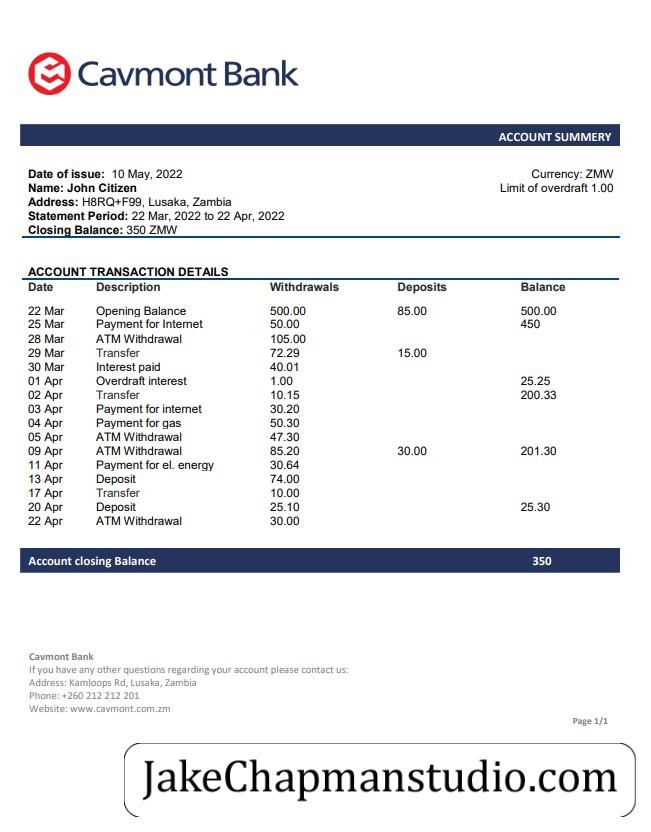 Cavmont Bank
ACCOUNT SUMMERY
Date of issue: 10 May, 2022 Currency: ZMW
Name: John Citizen Limit of overdraft 1.00
Address: H8RQ+F99, Lusaka, Zambia
Statement Period: 22 Mar, 2022 to 22 Apr, 2022
Closing Balance: 350 ZMW
ACCOUNT TRANSACTION DETAILS
Date Description Withdrawals Deposits Balance
22 Mar Opening Balance 500.00 85.00 500.00
25 Mar Payment for Internet 50.00 450
28 Mar ATM Withdrawal 105.00
29 Mar Transfer 72.29 15.00
30 Mar Interest paid 40.01
01 Apr Overdraft interest 1.00 25.25
02 Apr Transfer 10.15 200.33
03 Apr Payment for internet 30.20
04 Apr Payment for gas 50.30
05 Apr ATM Withdrawal 47.30
09 Apr ATM Withdrawal 85.20 30.00 201.30
11 Apr Payment for el. energy 30.64
13 Apr Deposit 74.00
17 Apr Transfer 10.00
20 Apr Deposit 25.10 25.30
22 Apr ATM Withdrawal 30.00
Account closing Balance 350
Cavmont Bank
If you have any other questions regarding your account please contact us:
Address: Kamloops Rd, Lusaka, Zambia
Phone: +260 212 212 201
Website: www.cavmont.com.zm
Page 1/1
JakeChapmanstudio.com